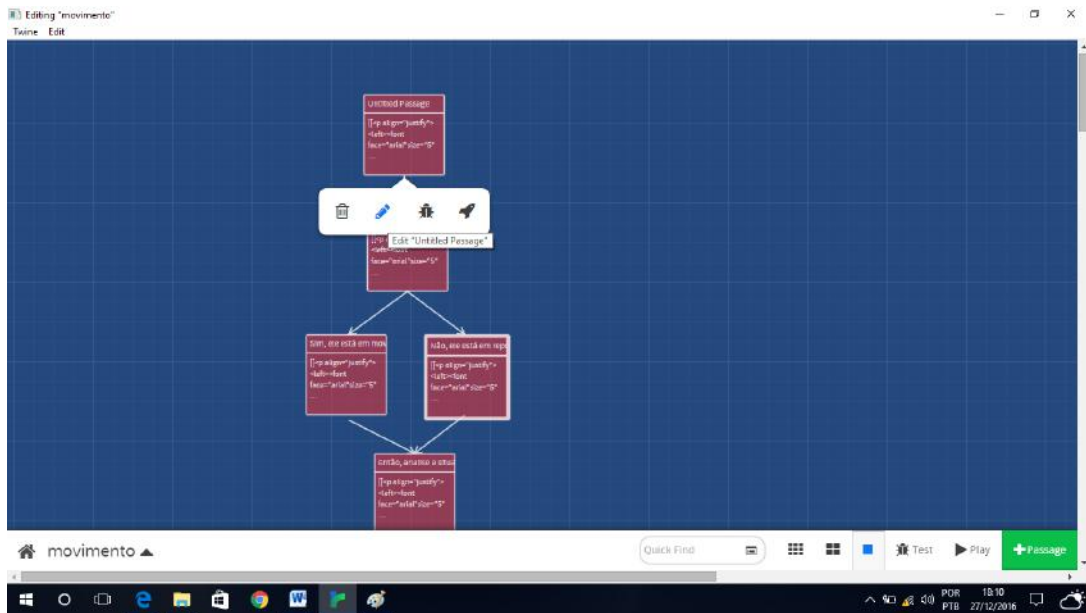 Editing "movimento"
Twine Edit
Untitled Passage
[[<p align="justify">
<left><font
face="arial"size="5"
...
Edit "Untitled Passage"
<left><font
face="arial"size="5"
...
Sim, ele está em mov
[[<p align="justify">
<left><font
face="arial"size="5"
...
Não, ele está em repo
[[<p align="justify">
<left><font
face="arial"size="5"
...
Então, analise a situa
[[<p align="justify">
<left><font
face="arial"size="5"
...
movimento
Quick Find
Test
Play
+Passage
POR
PTB
18:10
27/12/2016